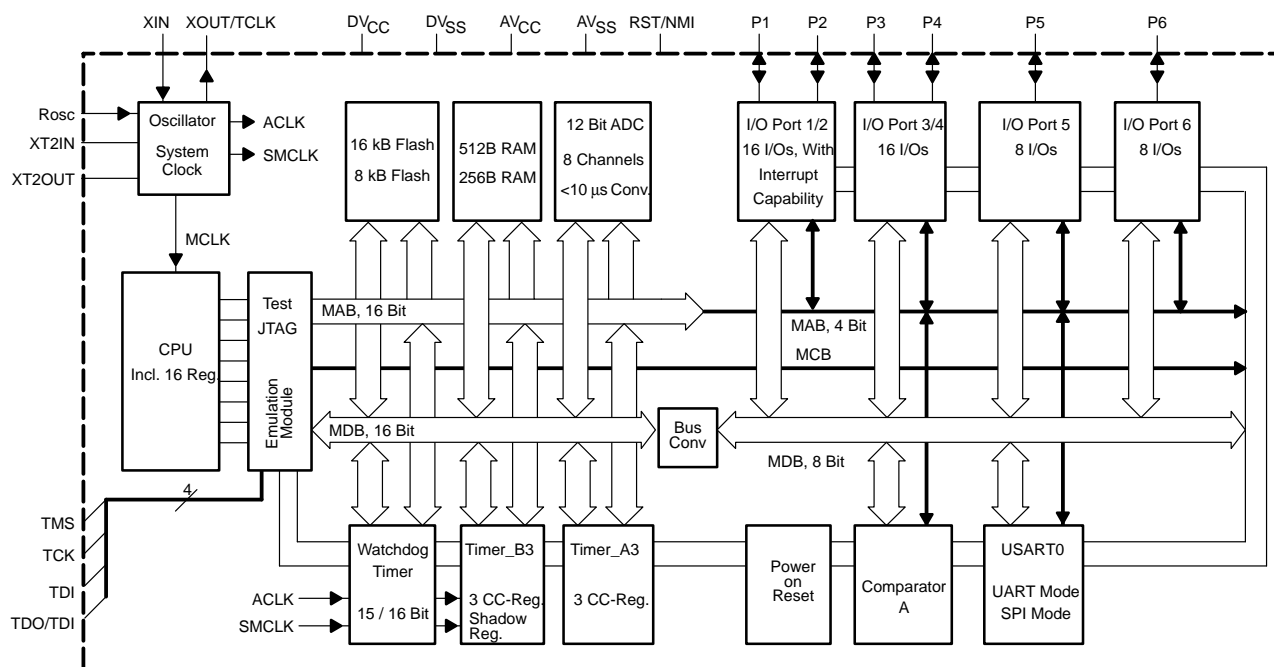 XIN XOUT/TCLK DVCC DVSS AVCC AVSS RST/NMI P1 P2 P3 P4 P5 P6
Rosc
XT2IN
XT2OUT
Oscillator
System
Clock
ACLK
SMCLK
MCLK
16 kB Flash
8 kB Flash
512B RAM
256B RAM
12 Bit ADC
8 Channels
<10 μs Conv.
I/O Port 1/2
16 I/Os, With
Interrupt
Capability
I/O Port 3/4
16 I/Os
I/O Port 5
8 I/Os
I/O Port 6
8 I/Os
CPU
Incl. 16 Reg.
Test
JTAG
Emulation
Module
MAB, 16 Bit
MAB, 4 Bit
MCB
MDB, 16 Bit
Bus
Conv
MDB, 8 Bit
4
TMS
TCK
TDI
TDO/TDI
ACLK
SMCLK
Watchdog
Timer
15 / 16 Bit
Timer_B3
3 CC-Reg.
Shadow
Reg.
Timer_A3
3 CC-Reg.
Power
on
Reset
Comparator
A
USART0
UART Mode
SPI Mode